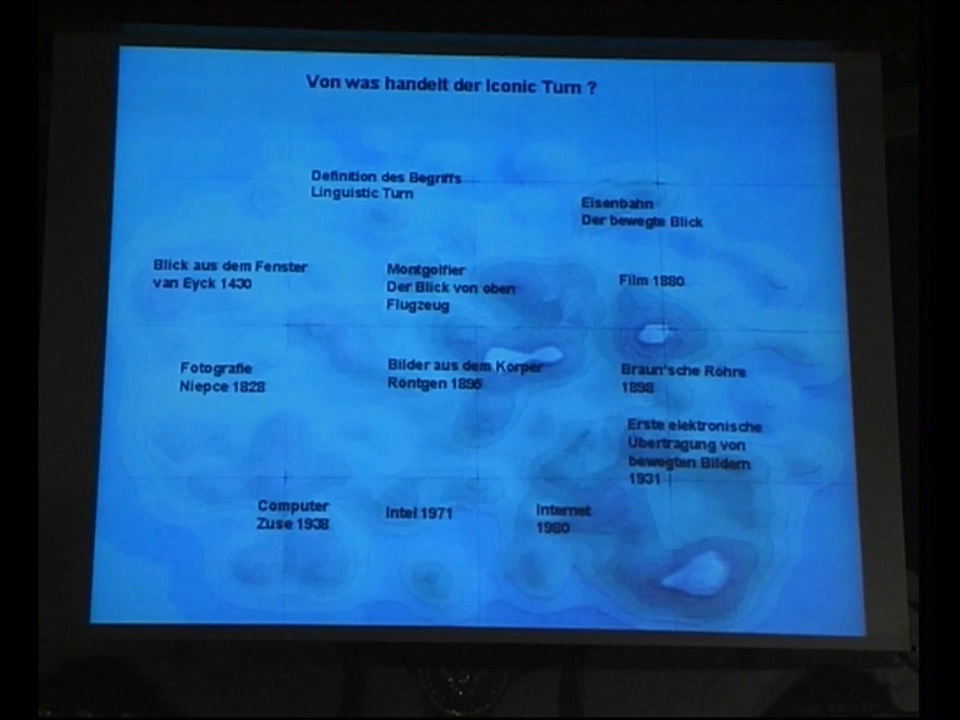 Von was handelt der Iconic Turn ?
Definition des Begriffs
Linguistic Turn
Eisenbahn
Der bewegte Blick
Blick aus dem Fenster
van Eyck 1430
Montgolfier
Der Blick von oben
Flugzeug
Film 1880
Fotografie
Niepce 1828
Bilder aus dem Körper
Röntgen 1895
Braun'sche Röhre
1898
Erste elektronische
Übertragung von
bewegten Bildern
1931
Computer
Zuse 1938
Intel 1971
Internet
1980